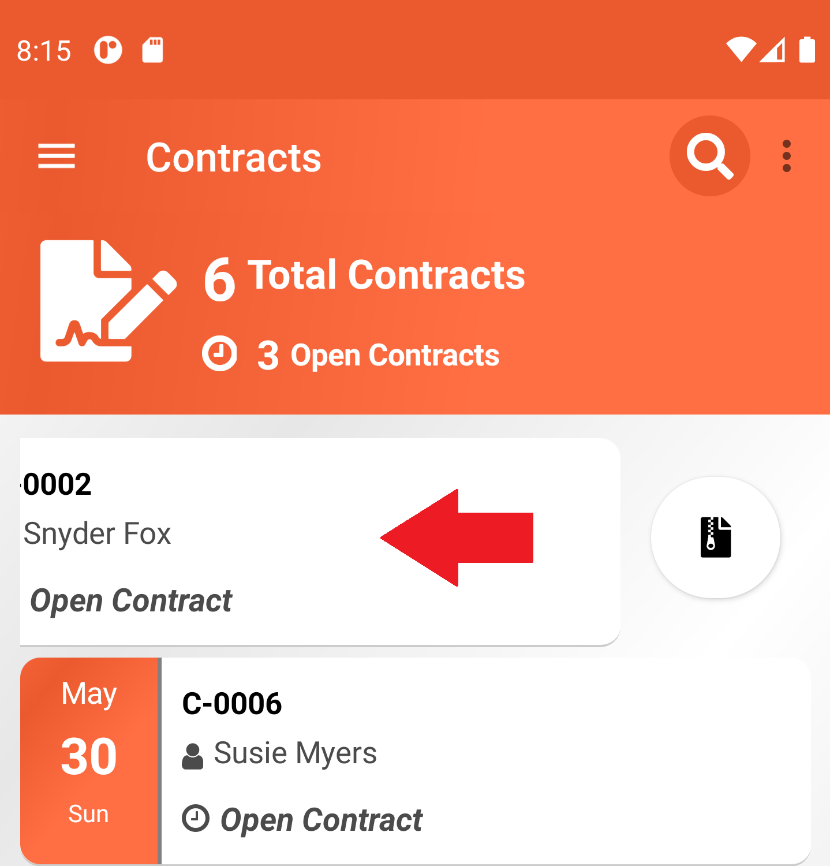 8:15
Contracts
6 Total Contracts
3 Open Contracts
-0002
Snyder Fox
Open Contract
May
30
Sun
C-0006
Susie Myers
Open Contract